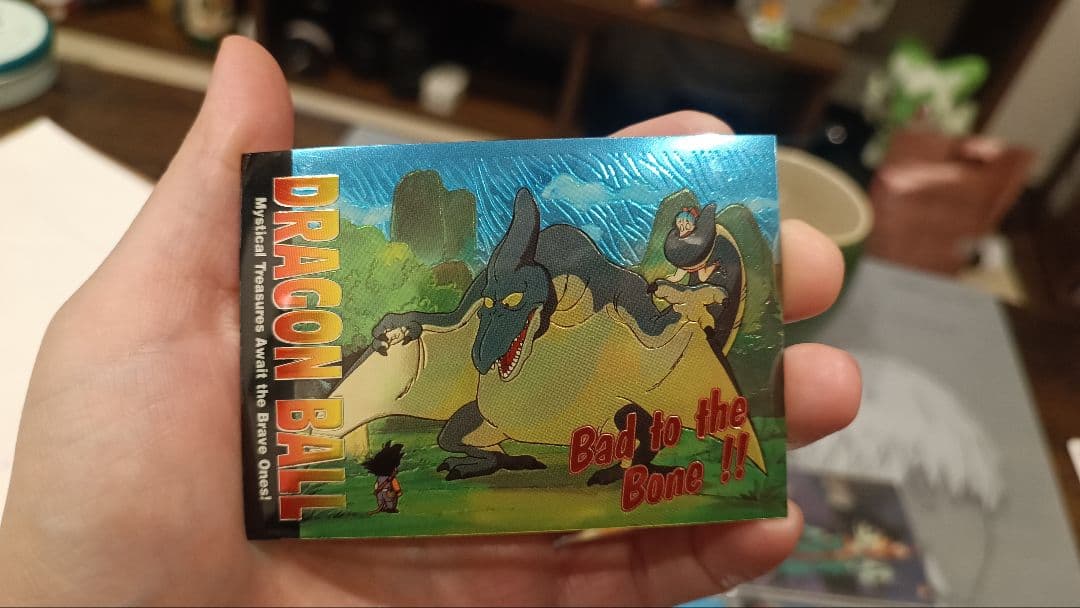 DRAGON BALL
Mystical Treasures Await the Brave Ones!
Bad to the
Bone !!